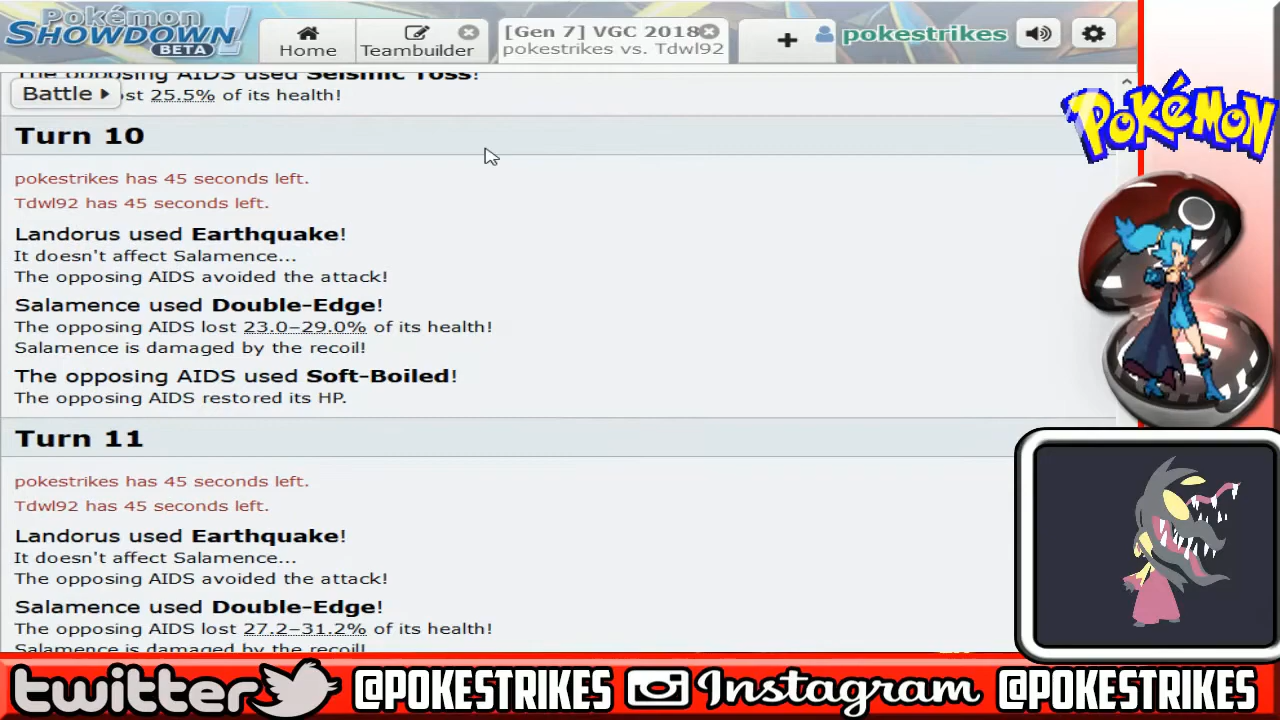 Pokémon
SHOWDOWN!
BETA
Home
Teambuilder
[Gen 7] VGC 2018
pokestrikes vs. Tdwl92
+
pokestrikes
The opposing AIDS used Seismic Toss!
Battle
ost 25.5% of its health!
Turn 10
pokestrikes has 45 seconds left.
Tdwl92 has 45 seconds left.
Landorus used Earthquake!
It doesn't affect Salamence...
The opposing AIDS avoided the attack!
Salamence used Double-Edge!
The opposing AIDS lost 23.0–29.0% of its health!
Salamence is damaged by the recoil!
The opposing AIDS used Soft-Boiled!
The opposing AIDS restored its HP.
Turn 11
pokestrikes has 45 seconds left.
Tdwl92 has 45 seconds left.
Landorus used Earthquake!
It doesn't affect Salamence...
The opposing AIDS avoided the attack!
Salamence used Double-Edge!
The opposing AIDS lost 27.2–31.2% of its health!
Salamence is damaged by the recoil!
POKéMON
twitter @POKESTRIKES Instagram @POKESTRIKES